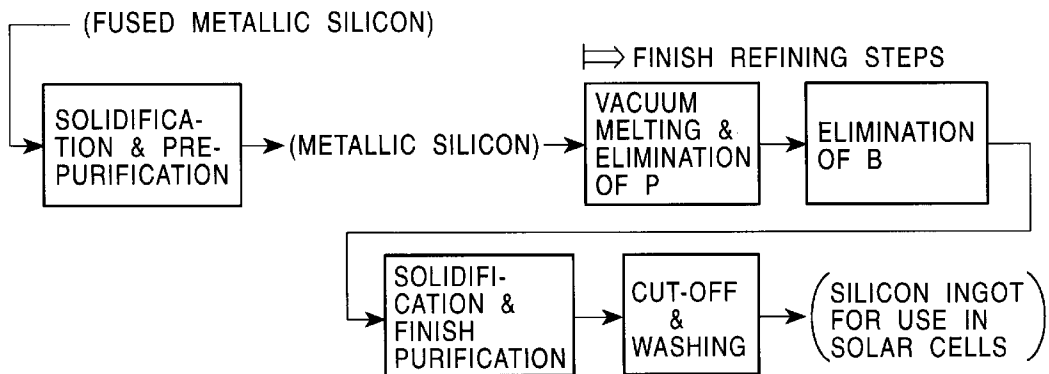 (FUSED METALLIC SILICON)
FINISH REFINING STEPS
SOLIDIFICA-
TION & PRE-
PURIFICATION
(METALLIC SILICON)
VACUUM
MELTING &
ELIMINATION
OF P
ELIMINATION
OF B
SOLIDIFI-
CATION &
FINISH
PURIFICATION
CUT-OFF
&
WASHING
(SILICON INGOT
FOR USE IN
SOLAR CELLS)